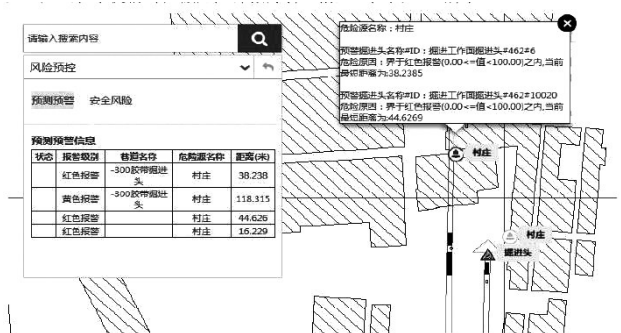 请输入搜索内容
风险预控
预测预警 安全风险
预测预警信息
状态 报警级别 巷道名称 危险源名称 距离(米)
红色报警 -300胶带掘进头 村庄 38.238
黄色报警 -300胶带掘进头 村庄 118.315
红色报警 村庄 44.626
红色报警 村庄 16.229
危险源名称：村庄
预警掘进头名称#ID：掘进工作面掘进头#462#6
危险原因：界于红色报警(0.00<=值<100.00)之内,当前
最短距离为:38.2385
预警掘进头名称#ID：掘进工作面掘进头#462#10020
危险原因：界于红色报警(0.00<=值<100.00)之内,当前
最短距离为:44.6269
村庄
村庄
掘进头